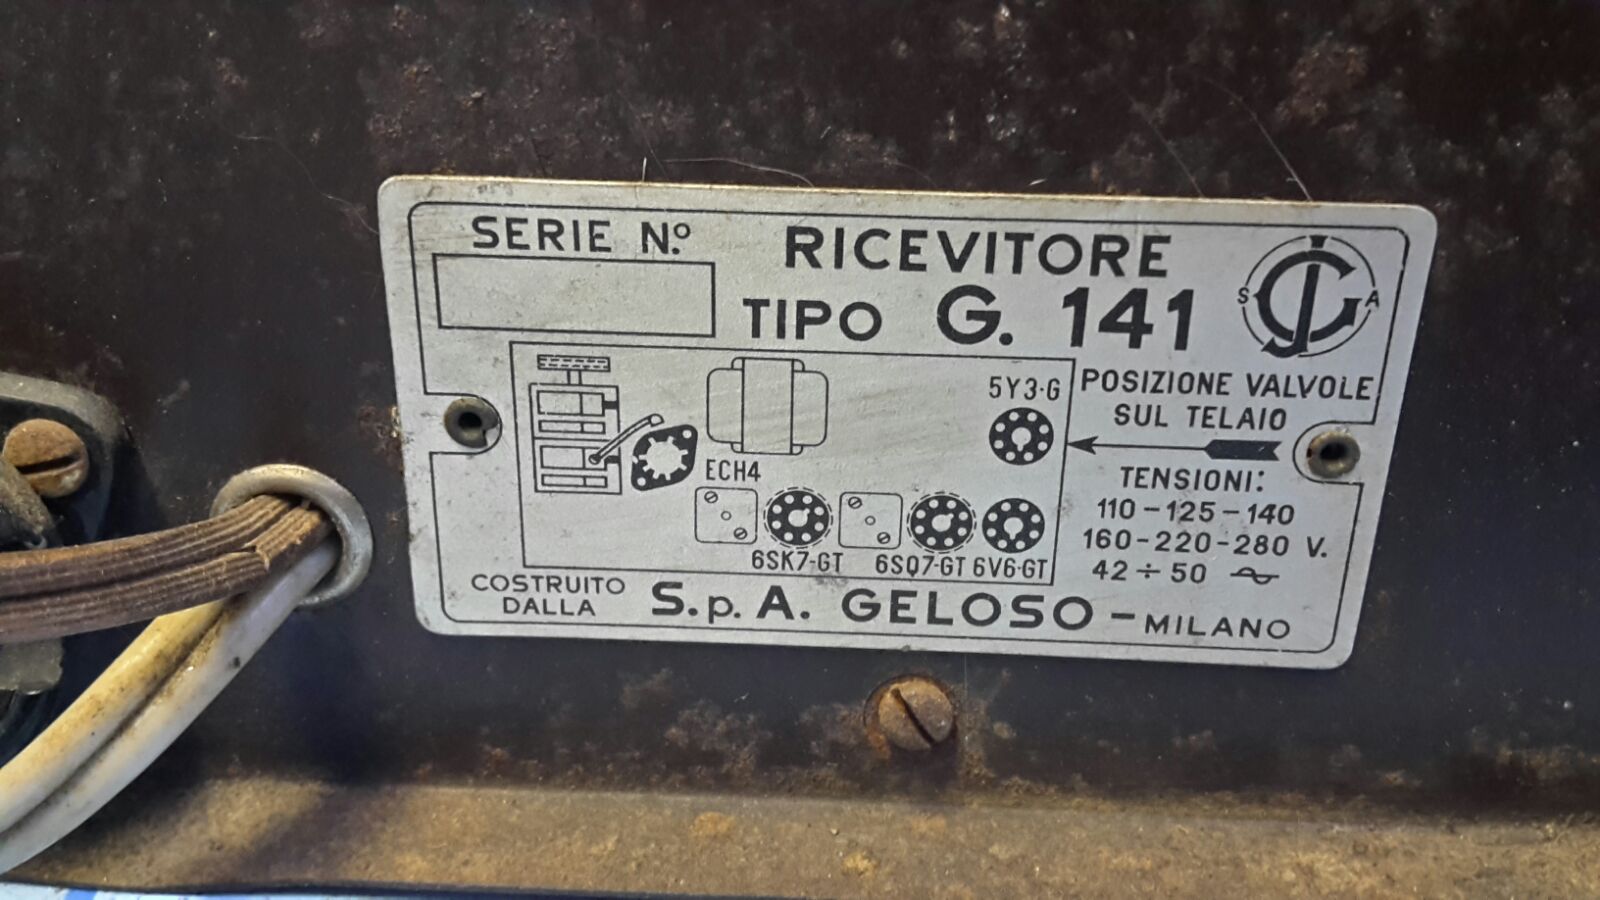 SERIE N.º
RICEVITORE
TIPO G. 141
S JG A
5Y3-G
POSIZIONE VALVOLE
SUL TELAIO
ECH4
TENSIONI:
110-125-140
160-220-280 V.
42÷50
6SK7-GT 6SQ7-GT 6V6-GT
COSTRUITO
DALLA
S.p.A. GELOSO - MILANO